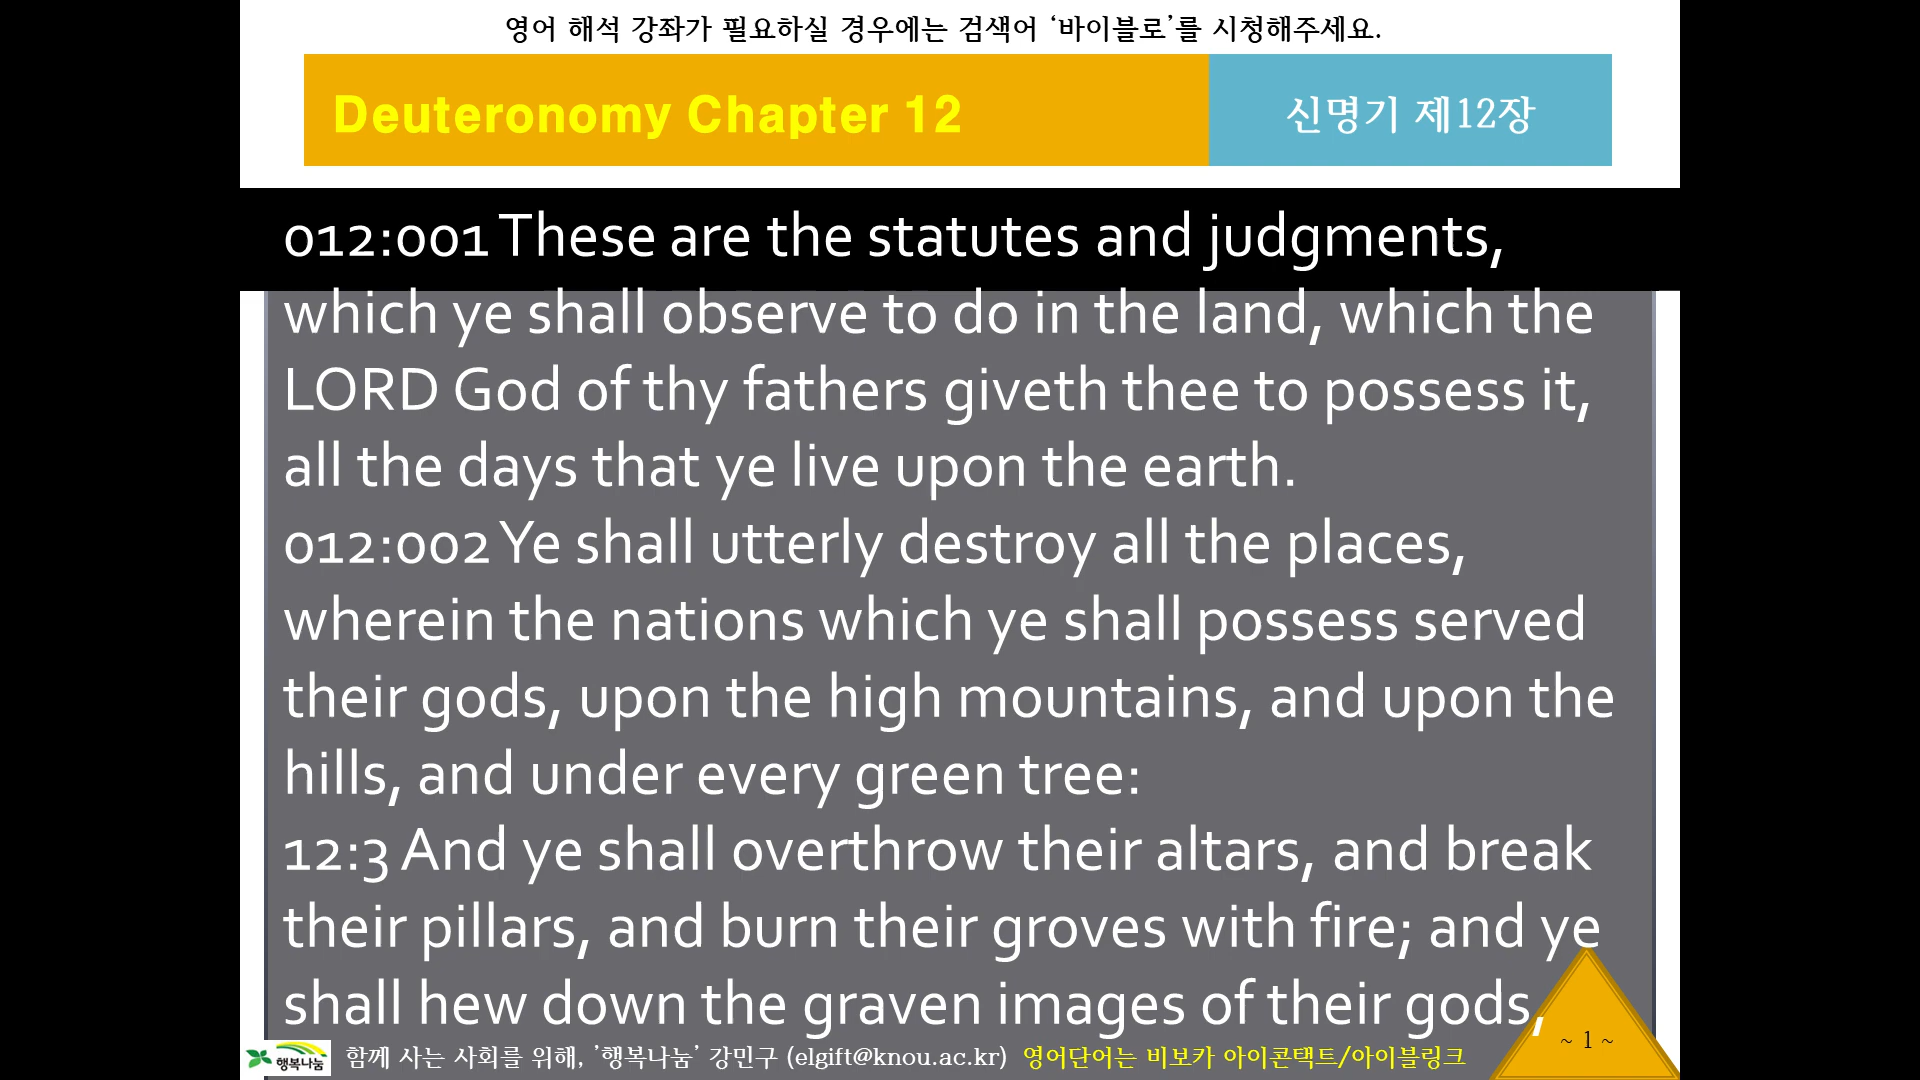 영어 해석 강좌가 필요하실 경우에는 검색어 ‘바이블로’를 시청해주세요.
Deuteronomy Chapter 12
신명기 제12장
012:001 These are the statutes and judgments,
which ye shall observe to do in the land, which the
LORD God of thy fathers giveth thee to possess it,
all the days that ye live upon the earth.
012:002 Ye shall utterly destroy all the places,
wherein the nations which ye shall possess served
their gods, upon the high mountains, and upon the
hills, and under every green tree:
12:3 And ye shall overthrow their altars, and break
their pillars, and burn their groves with fire; and ye
shall hew down the graven images of their gods,
~ 1 ~
행복나눔 함께 사는 사회를 위해, ’행복나눔’ 강민구 (elgift@knou.ac.kr) 영어단어는 비보카 아이콘택트/아이블링크